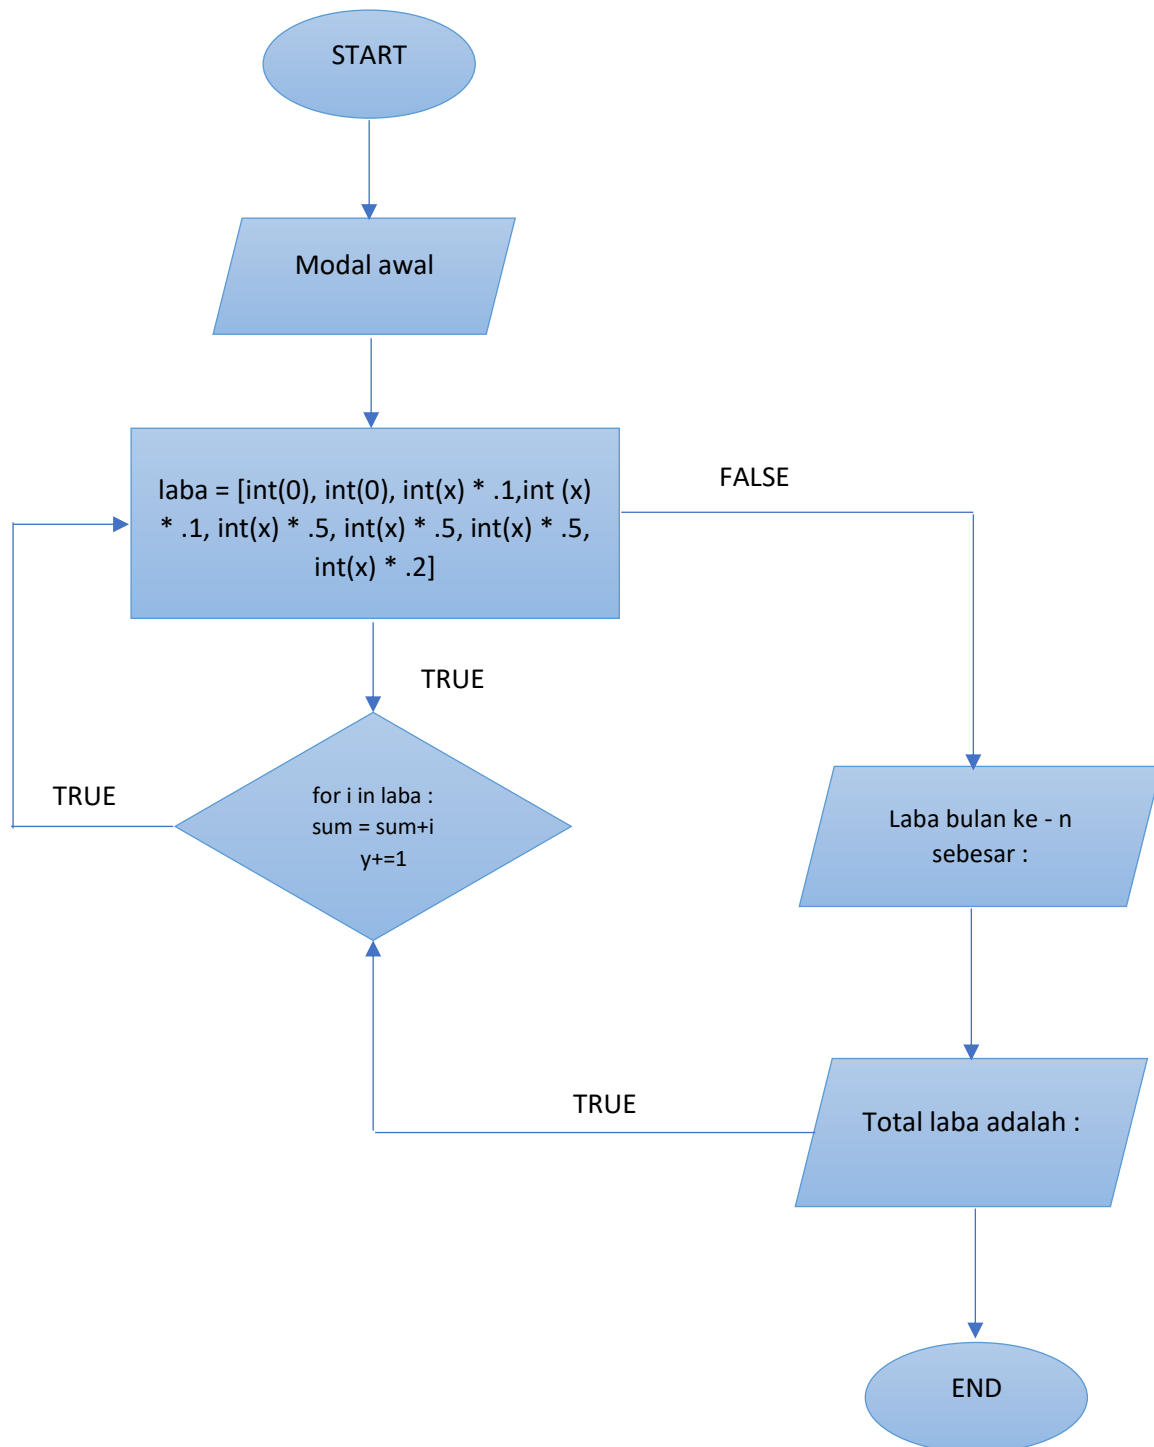 START
Modal awal
laba = [int(0), int(0), int(x) * .1,int (x)
* .1, int(x) * .5, int(x) * .5, int(x) * .5,
int(x) * .2]
FALSE
TRUE
TRUE
for i in laba :
sum = sum+i
y+=1
Laba bulan ke - n
sebesar :
TRUE
Total laba adalah :
END